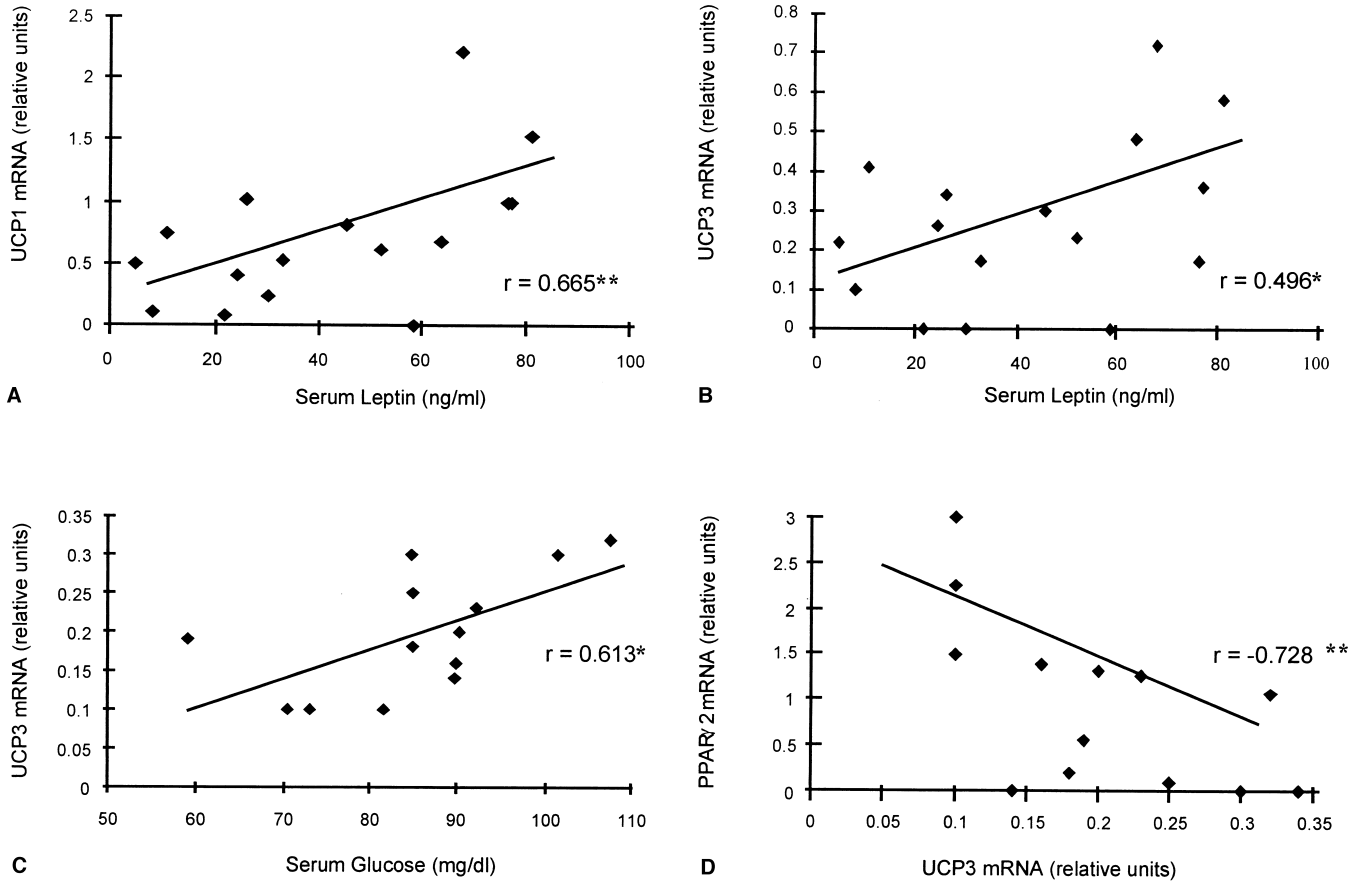 UCP1 mRNA (relative units)
2.5
2
1.5
1
0.5
0
0 20 40 60 80 100
Serum Leptin (ng/ml)
r = 0.665**
A
UCP3 mRNA (relative units)
0.8
0.7
0.6
0.5
0.4
0.3
0.2
0.1
0
0 20 40 60 80 100
Serum Leptin (ng/ml)
r = 0.496*
B
UCP3 mRNA (relative units)
0.35
0.3
0.25
0.2
0.15
0.1
0.05
0
50 60 70 80 90 100 110
Serum Glucose (mg/dl)
r = 0.613*
C
PPARγ2 mRNA (relative units)
3
2.5
2
1.5
1
0.5
0
0 0.05 0.1 0.15 0.2 0.25 0.3 0.35
UCP3 mRNA (relative units)
r = -0.728 **
D